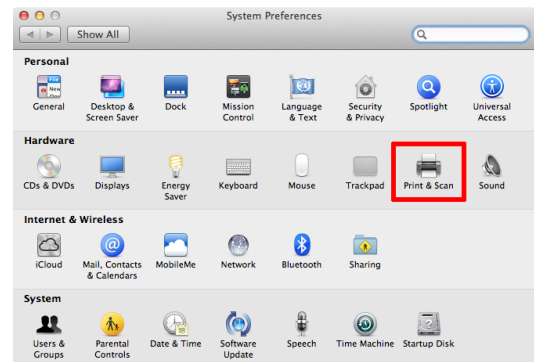 System Preferences
Show All
Personal
General
Desktop &
Screen Saver
Dock
Mission
Control
Language
& Text
Security
& Privacy
Spotlight
Universal
Access
Hardware
CDs & DVDs
Displays
Energy
Saver
Keyboard
Mouse
Trackpad
Print & Scan
Sound
Internet & Wireless
iCloud
Mail, Contacts
& Calendars
MobileMe
Network
Bluetooth
Sharing
System
Users &
Groups
Parental
Controls
Date & Time
Software
Update
Speech
Time Machine
Startup Disk